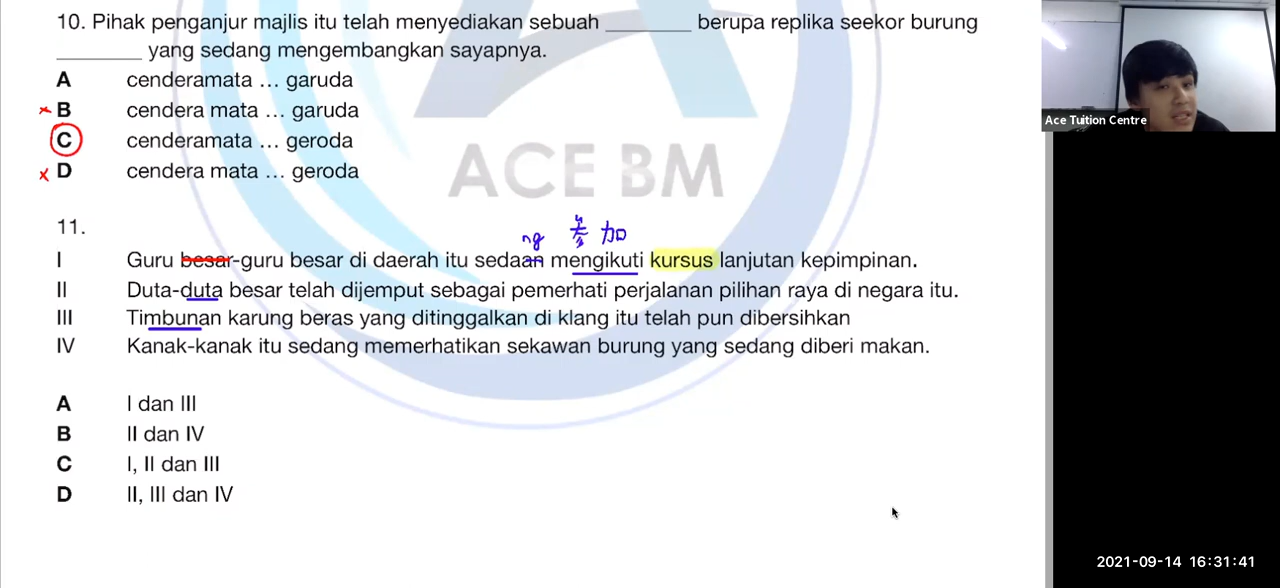 10. Pihak penganjur majlis itu telah menyediakan sebuah ________ berupa replika seekor burung
________ yang sedang mengembangkan sayapnya.
A cenderamata ... garuda
x B cendera mata ... garuda
C cenderamata ... geroda
x D cendera mata ... geroda
ACE BM
Ace Tuition Centre
11.
ng 参加
I Guru besar-guru besar di daerah itu sedaan mengikuti kursus lanjutan kepimpinan.
II Duta-duta besar telah dijemput sebagai pemerhati perjalanan pilihan raya di negara itu.
III Timbunan karung beras yang ditinggalkan di klang itu telah pun dibersihkan
IV Kanak-kanak itu sedang memerhatikan sekawan burung yang sedang diberi makan.
A I dan III
B II dan IV
C I, II dan III
D II, III dan IV
2021-09-14 16:31:41